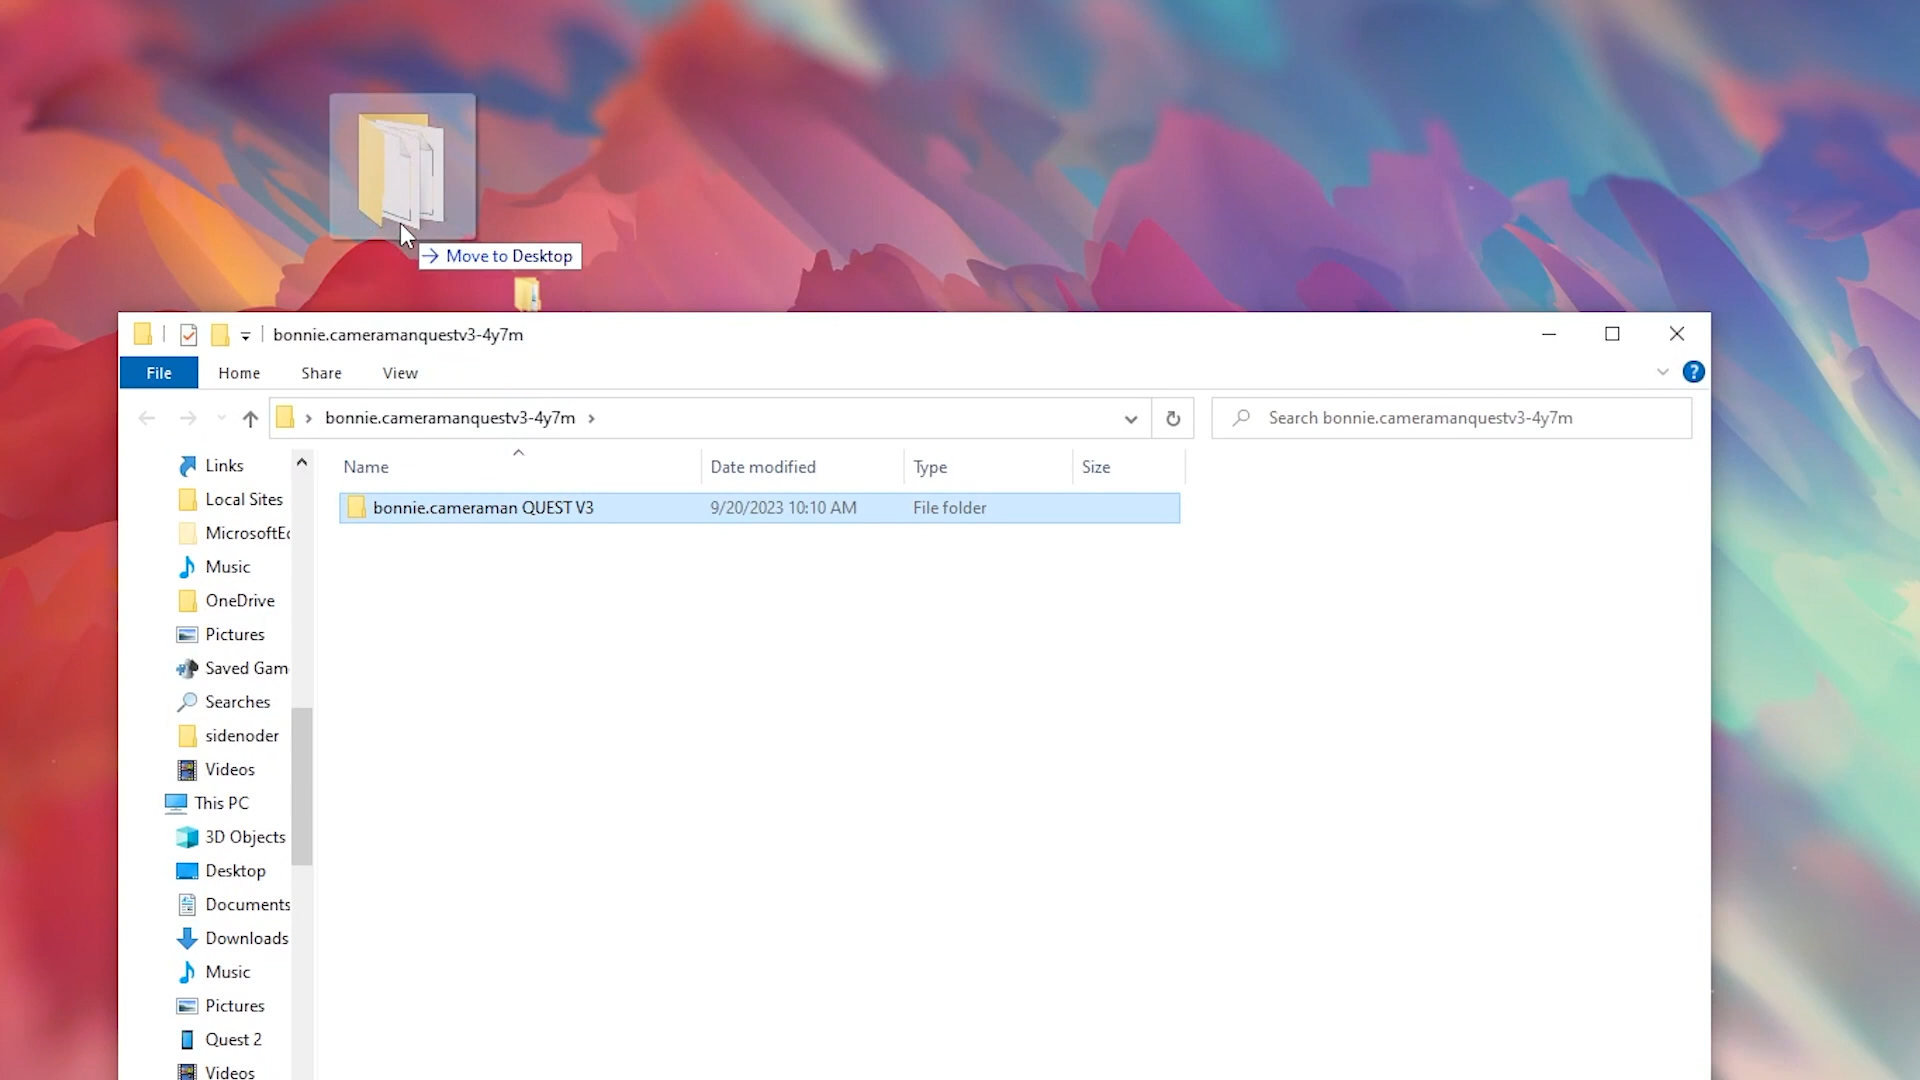 Move to Desktop
bonnie.cameramanquestv3-4y7m
File Home Share View
?
bonnie.cameramanquestv3-4y7m
Search bonnie.cameramanquestv3-4y7m
Name Date modified Type Size
bonnie.cameraman QUEST V3 9/20/2023 10:10 AM File folder
Links
Local Sites
MicrosoftEd
Music
OneDrive
Pictures
Saved Gam
Searches
sidenoder
Videos
This PC
3D Objects
Desktop
Documents
Downloads
Music
Pictures
Quest 2
Videos